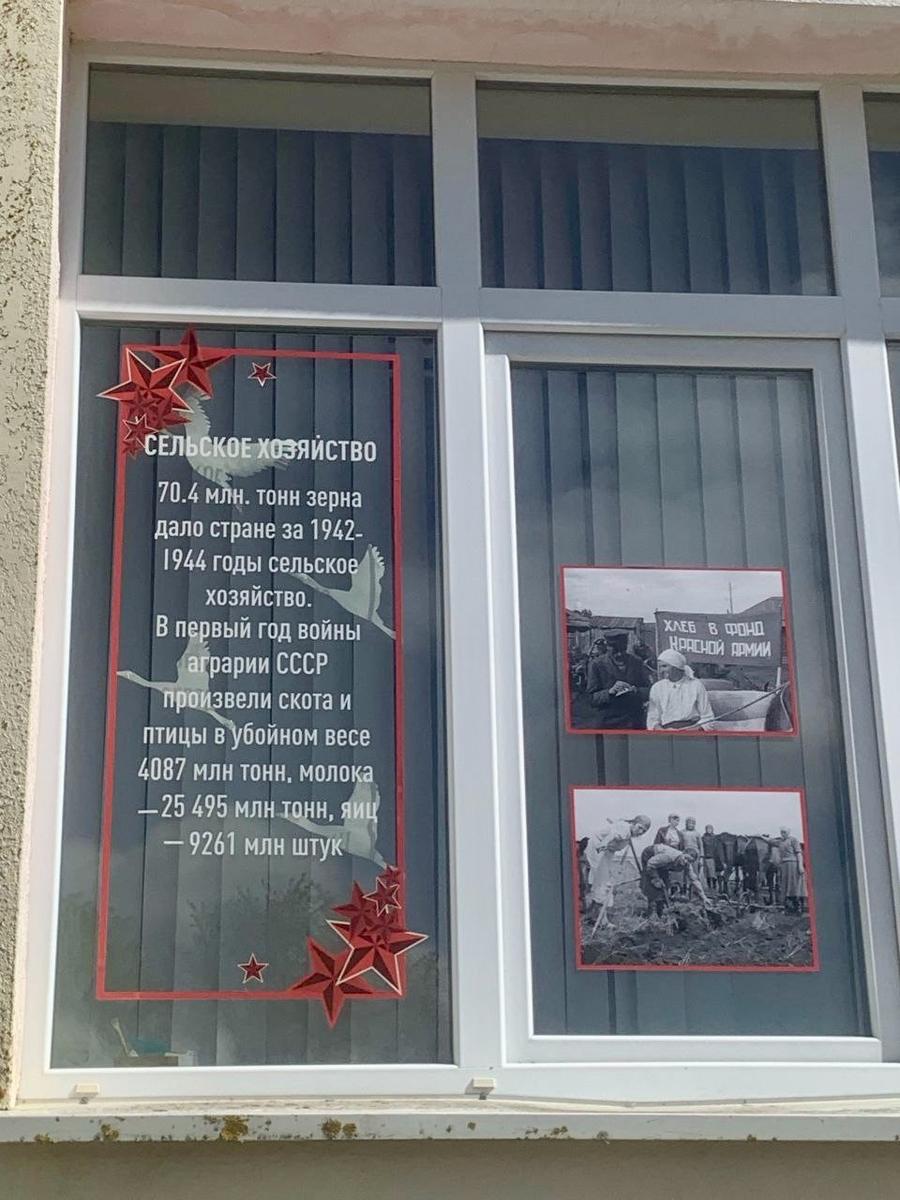 СЕЛЬСКОЕ ХОЗЯЙСТВО
70.4 млн. тонн зерна
дало стране за 1942-
1944 годы сельское
хозяйство.
В первый год войны
аграрии СССР
произвели скота и
птицы в убойном весе
4087 млн тонн, молока
—25 495 млн тонн, яиц
— 9261 млн штук
ХЛЕБ В ФОНД
КРАСНОЙ АРМИИ